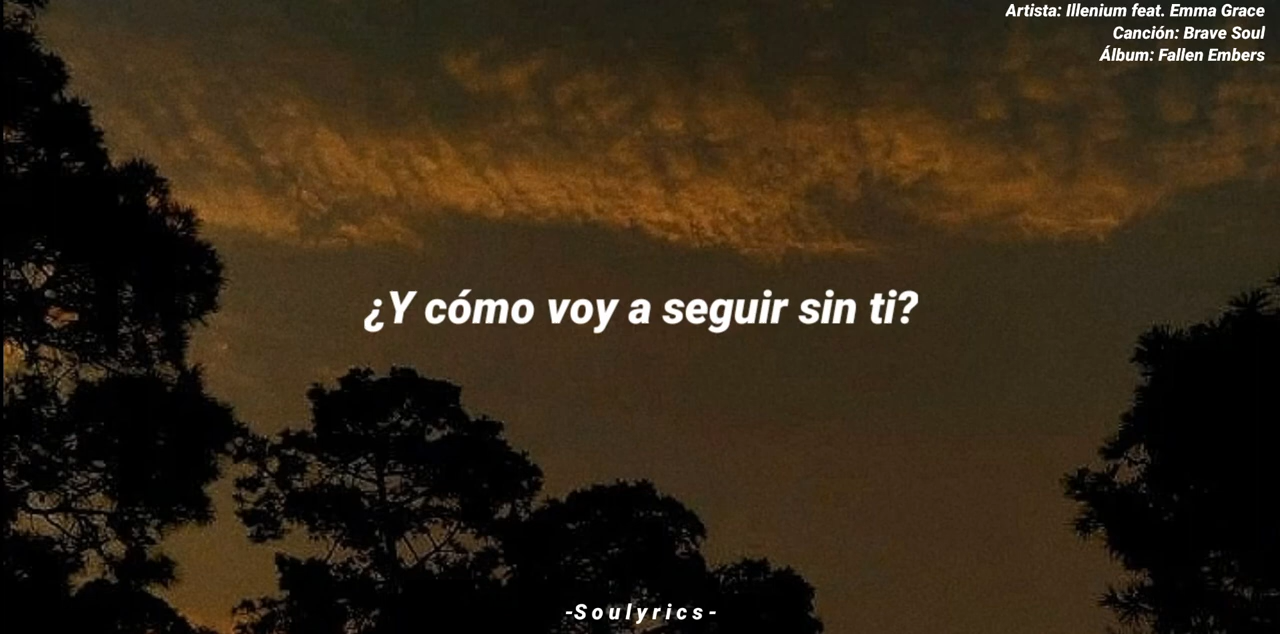 Artista: Illenium feat. Emma Grace
Canción: Brave Soul
Álbum: Fallen Embers
¿Y cómo voy a seguir sin ti?
-Soulyrics-